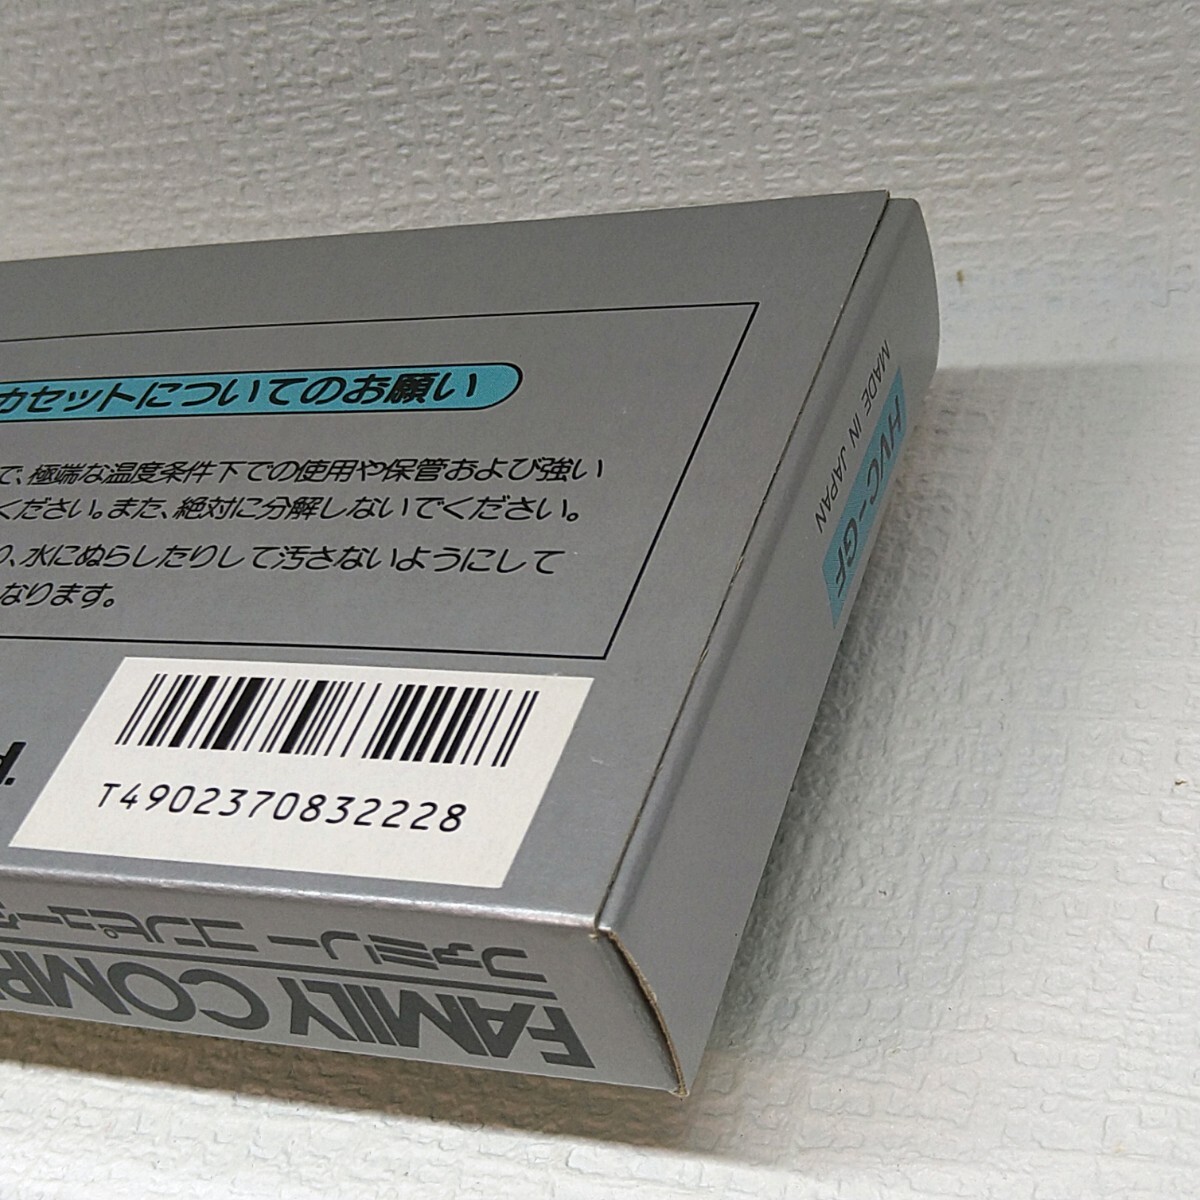 カセットについてのお願い
で、極端な温度条件下での使用や保管および強い
ください。また、絶対に分解しないでください。
、水にぬらしたりして汚さないようにして
なります。
T4902370832228
MADE IN JAPAN
HVC-GF
ファミリーコンピュータ
FAMILY COMP